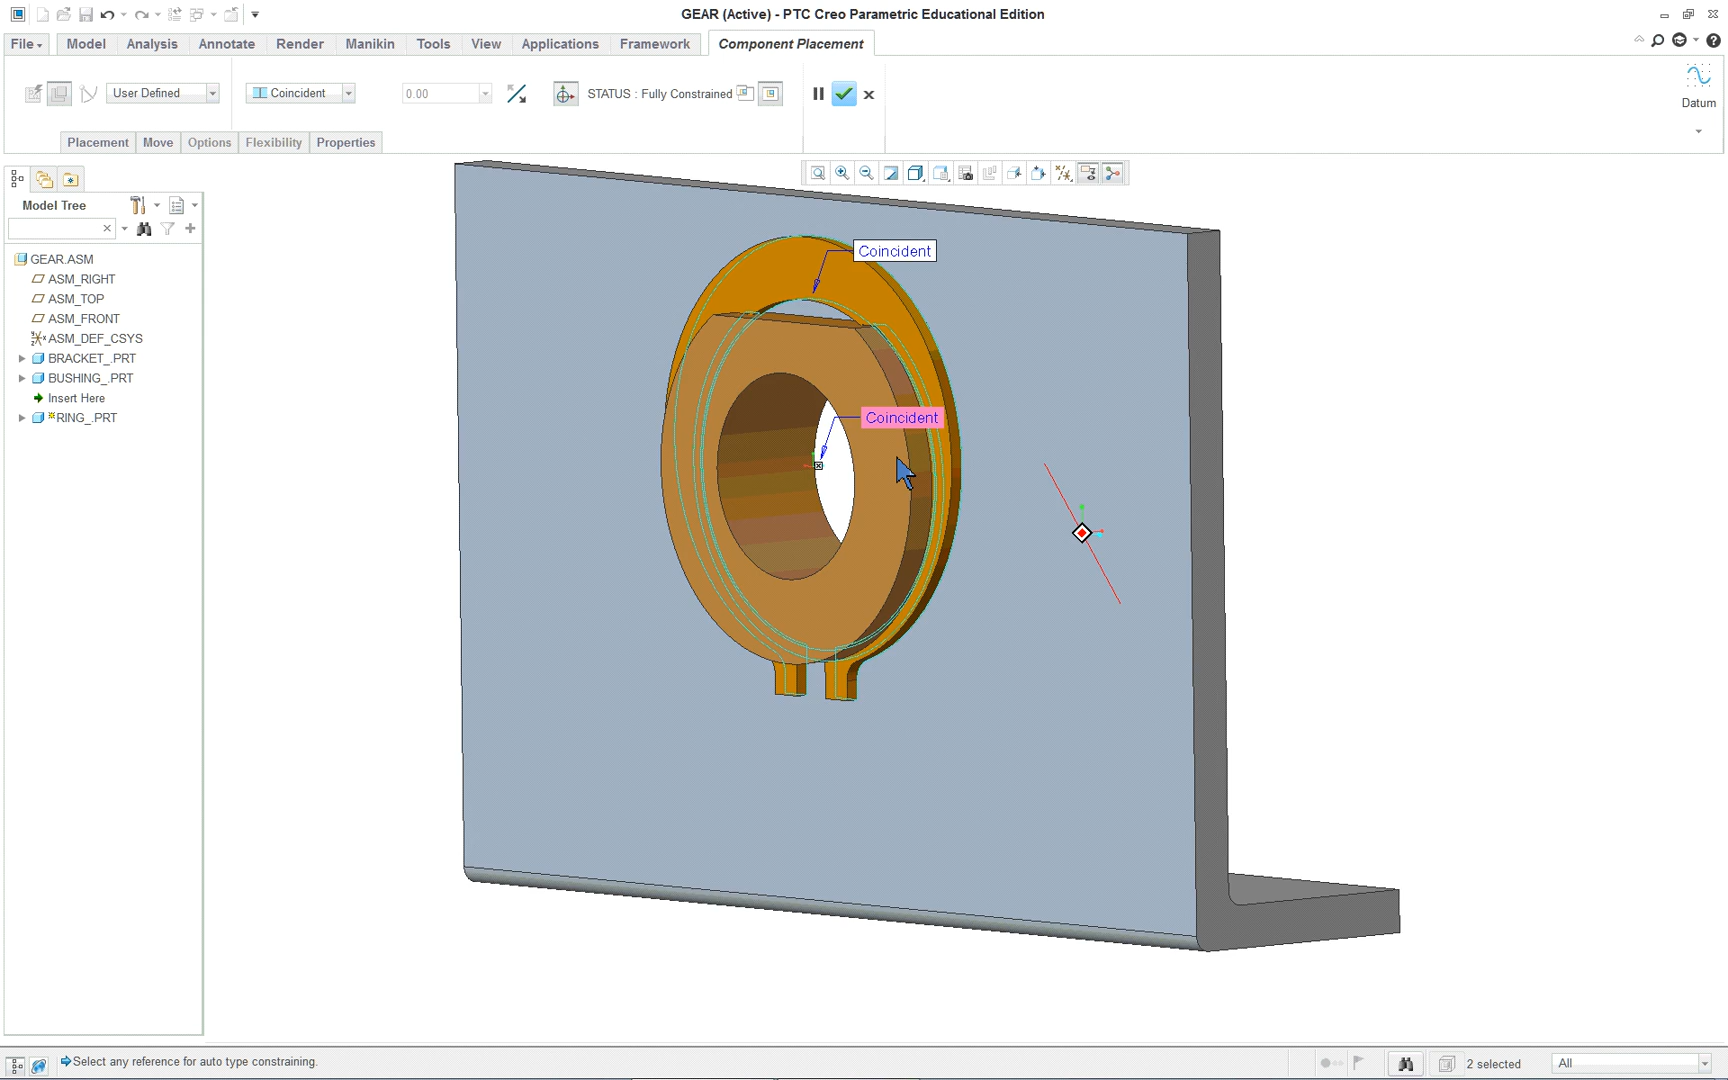 GEAR (Active) - PTC Creo Parametric Educational Edition
File Model Analysis Annotate Render Manikin Tools View Applications Framework Component Placement
User Defined Coincident 0.00 STATUS : Fully Constrained
Datum
Placement Move Options Flexibility Properties
Model Tree
GEAR.ASM
ASM_RIGHT
ASM_TOP
ASM_FRONT
ASM_DEF_CSYS
BRACKET_.PRT
BUSHING_.PRT
Insert Here
RING_.PRT
Coincident
Coincident
Select any reference for auto type constraining.
2 selected All